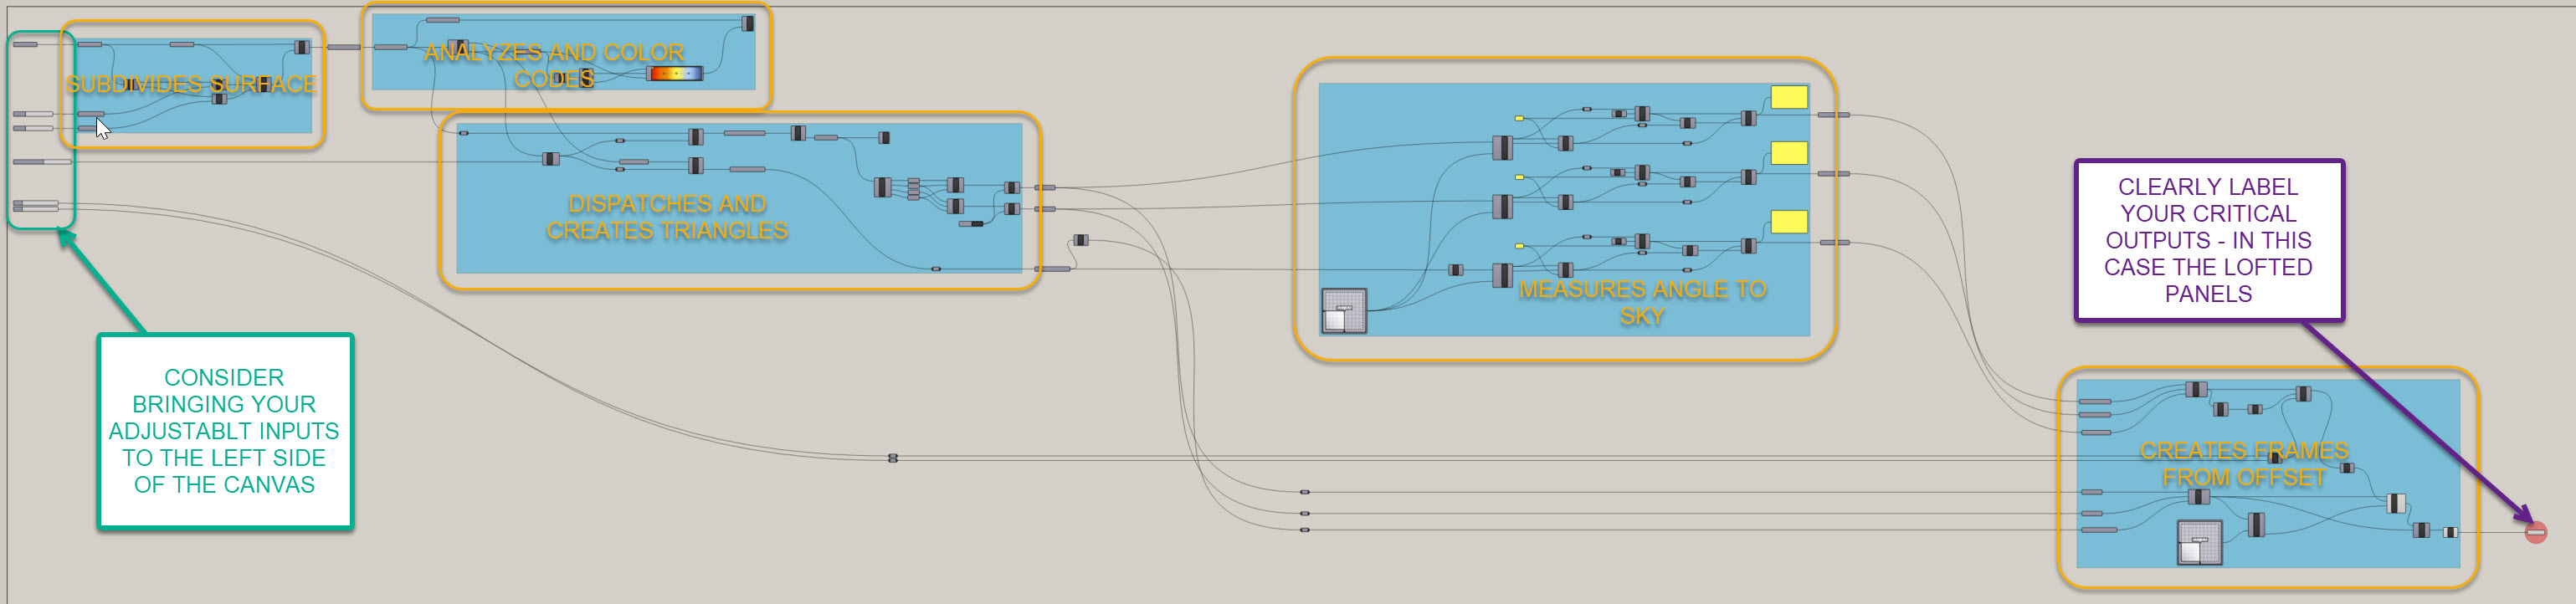 SUBDIVIDES SURFACE
ANALYZES AND COLOR
CODES
DISPATCHES AND
CREATES TRIANGLES
MEASURES ANGLE TO
SKY
CREATES FRAMES
FROM OFFSET
CONSIDER
BRINGING YOUR
ADJUSTABLT INPUTS
TO THE LEFT SIDE
OF THE CANVAS
CLEARLY LABEL
YOUR CRITICAL
OUTPUTS - IN THIS
CASE THE LOFTED
PANELS